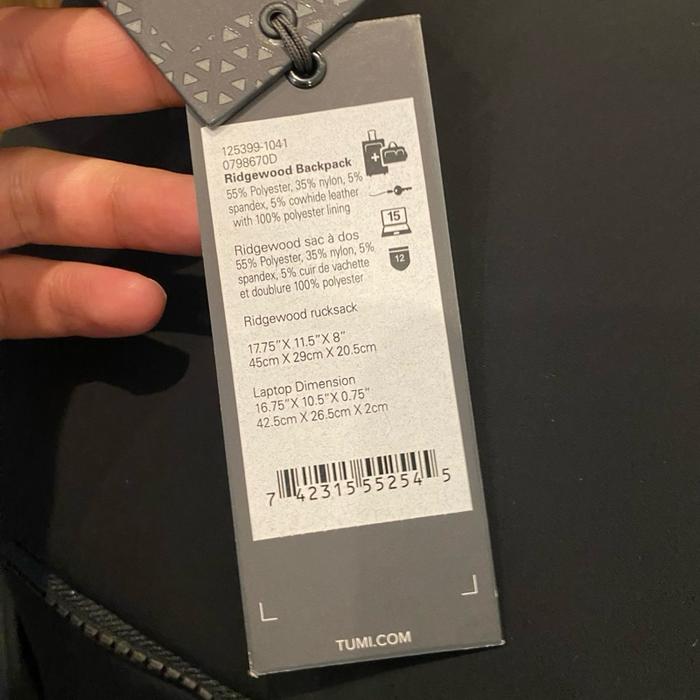 125399-1041
0798670D
Ridgewood Backpack
55% Polyester, 35% nylon, 5%
spandex, 5% cowhide leather
with 100% polyester lining
15
Ridgewood sac à dos
55% Polyester, 35% nylon, 5%
spandex, 5% cuir de vachette
et doublure 100% polyester
12
Ridgewood rucksack
17.75"X 11.5"X 8"
45cm X 29cm X 20.5cm
Laptop Dimension
16.75"X 10.5"X 0.75"
42.5cm X 26.5cm X 2cm
7 42315 55254 5
TUMI.COM